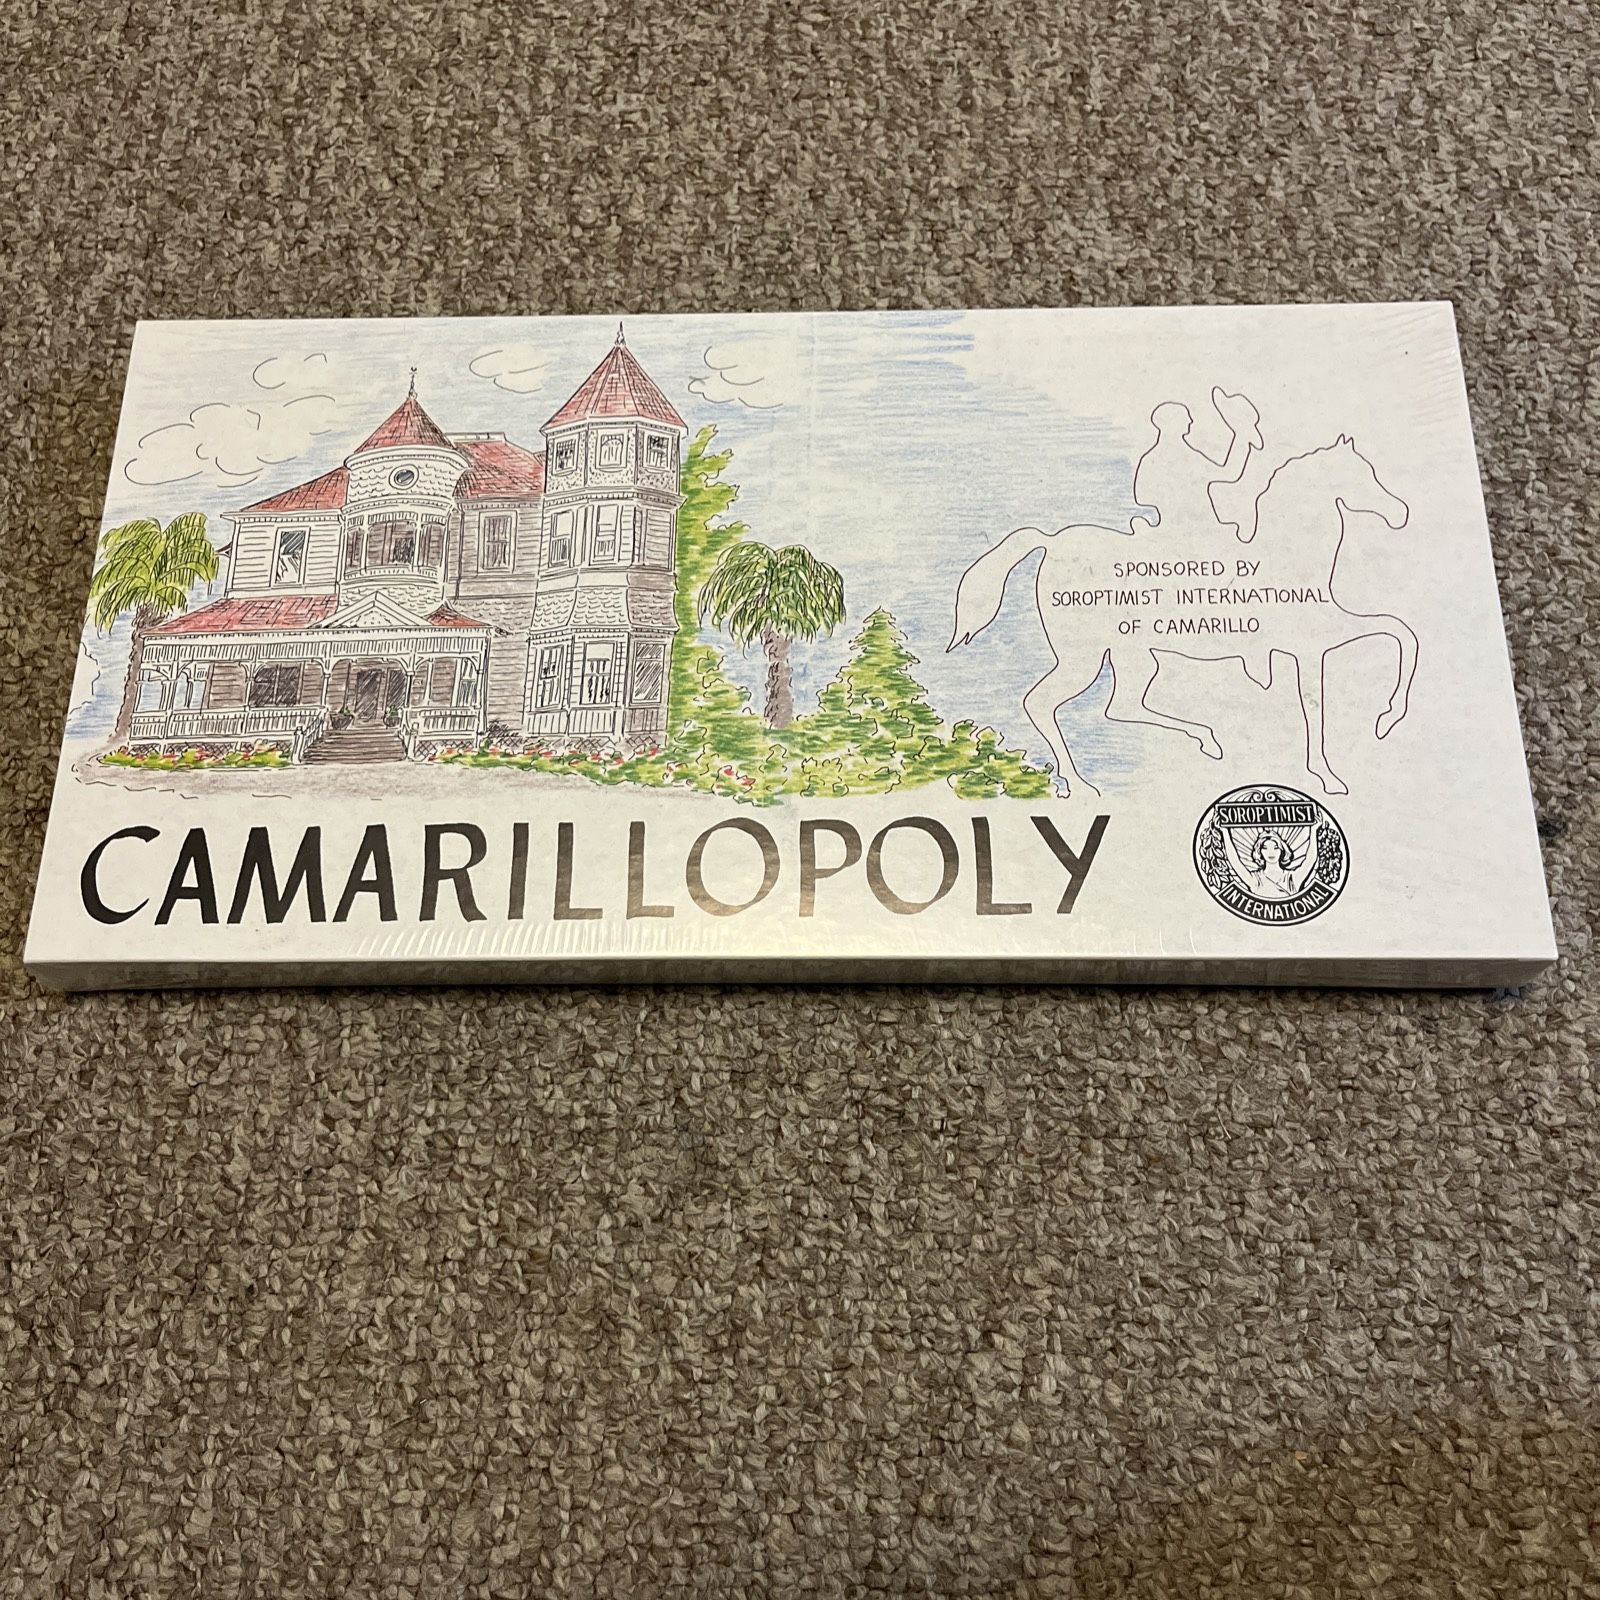 SPONSORED BY
SOROPTIMIST INTERNATIONAL
OF CAMARILLO
CAMARILLOPOLY
SOROPTIMIST
INTERNATIONAL